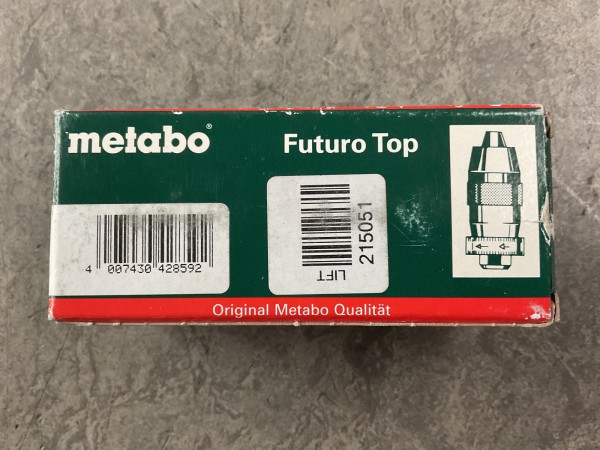 metabo®
Futuro Top
4 007430 428592
LIFT
215051
Original Metabo Qualität